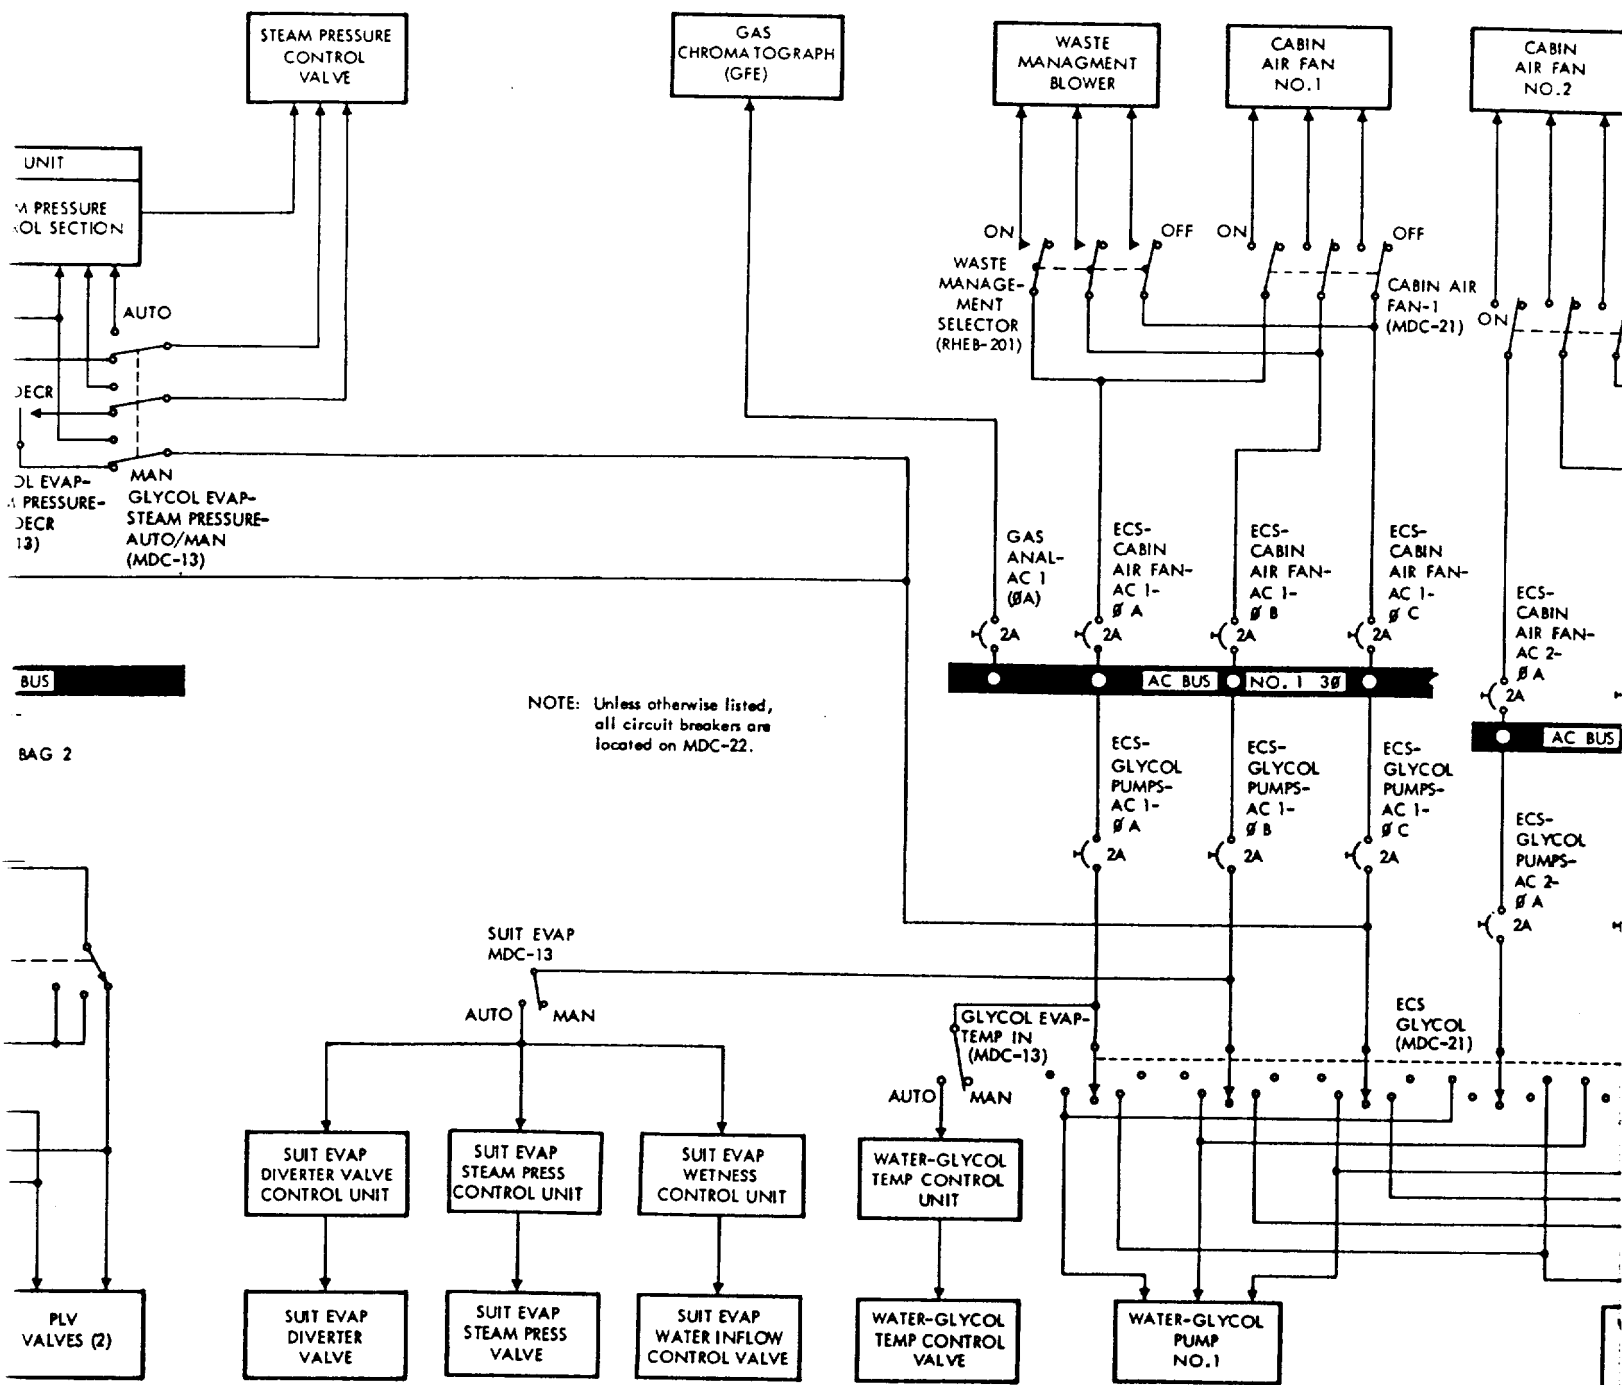 STEAM PRESSURE
CONTROL
VALVE
GAS
CHROMATOGRAPH
(GFE)
WASTE
MANAGMENT
BLOWER
CABIN
AIR FAN
NO.1
CABIN
AIR FAN
NO.2
UNIT
M PRESSURE
ROL SECTION
AUTO
DECR
OL EVAP-
PRESSURE-
DECR
13)
MAN
GLYCOL EVAP-
STEAM PRESSURE-
AUTO/MAN
(MDC-13)
ON
OFF
WASTE
MANAGE-
MENT
SELECTOR
(RHEB-201)
ON
OFF
CABIN AIR
FAN-1
(MDC-21)
ON
GAS
ANAL-
AC 1
(ØA)
2A
ECS-
CABIN
AIR FAN-
AC 1-
Ø A
2A
ECS-
CABIN
AIR FAN-
AC 1-
Ø B
2A
ECS-
CABIN
AIR FAN-
AC 1-
Ø C
2A
ECS-
CABIN
AIR FAN-
AC 2-
Ø A
2A
BUS
BAG 2
NOTE: Unless otherwise listed,
all circuit breakers are
located on MDC-22.
AC BUS NO. 1 3Ø
AC BUS
ECS-
GLYCOL
PUMPS-
AC 1-
Ø A
2A
ECS-
GLYCOL
PUMPS-
AC 1-
Ø B
2A
ECS-
GLYCOL
PUMPS-
AC 1-
Ø C
2A
ECS-
GLYCOL
PUMPS-
AC 2-
Ø A
2A
SUIT EVAP
MDC-13
AUTO
MAN
GLYCOL EVAP-
TEMP IN
(MDC-13)
AUTO
MAN
ECS
GLYCOL
(MDC-21)
SUIT EVAP
DIVERTER VALVE
CONTROL UNIT
SUIT EVAP
STEAM PRESS
CONTROL UNIT
SUIT EVAP
WETNESS
CONTROL UNIT
WATER-GLYCOL
TEMP CONTROL
UNIT
PLV
VALVES (2)
SUIT EVAP
DIVERTER
VALVE
SUIT EVAP
STEAM PRESS
VALVE
SUIT EVAP
WATER INFLOW
CONTROL VALVE
WATER-GLYCOL
TEMP CONTROL
VALVE
WATER-GLYCOL
PUMP
NO.1